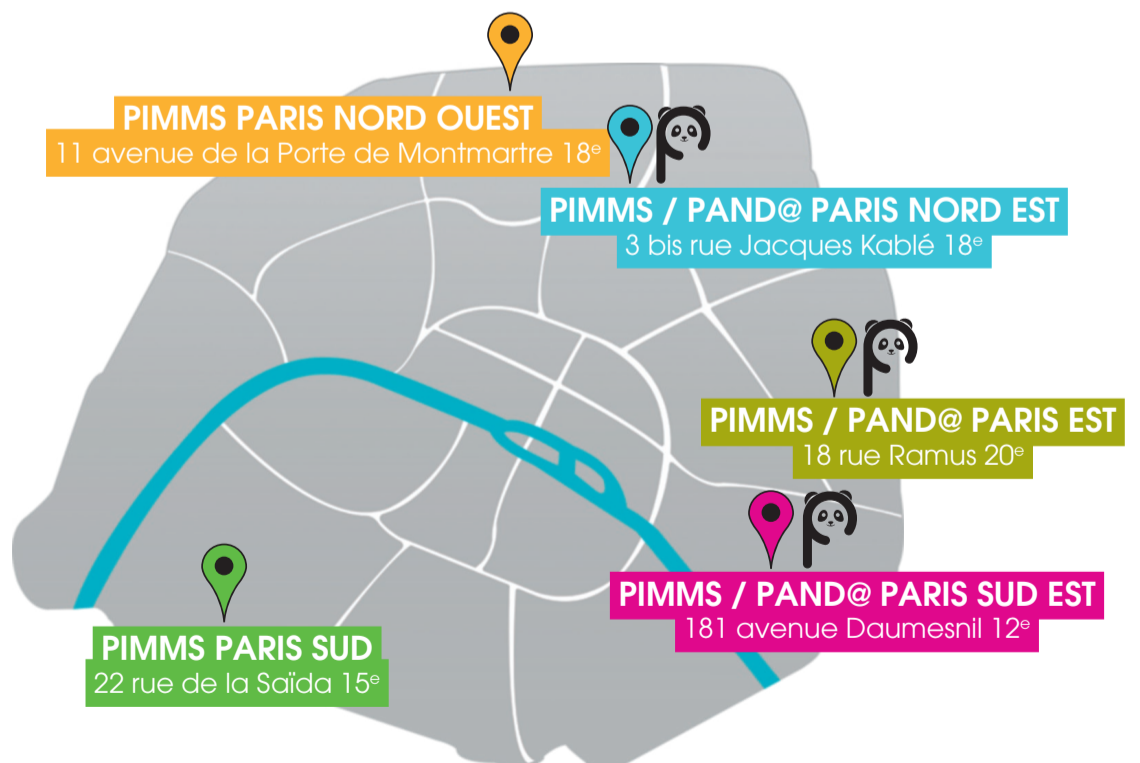 PIMMS PARIS NORD OUEST
11 avenue de la Porte de Montmartre 18e
PIMMS / PAND@ PARIS NORD EST
3 bis rue Jacques Kablé 18e
PIMMS / PAND@ PARIS EST
18 rue Ramus 20e
PIMMS / PAND@ PARIS SUD EST
181 avenue Daumesnil 12e
PIMMS PARIS SUD
22 rue de la Saïda 15e